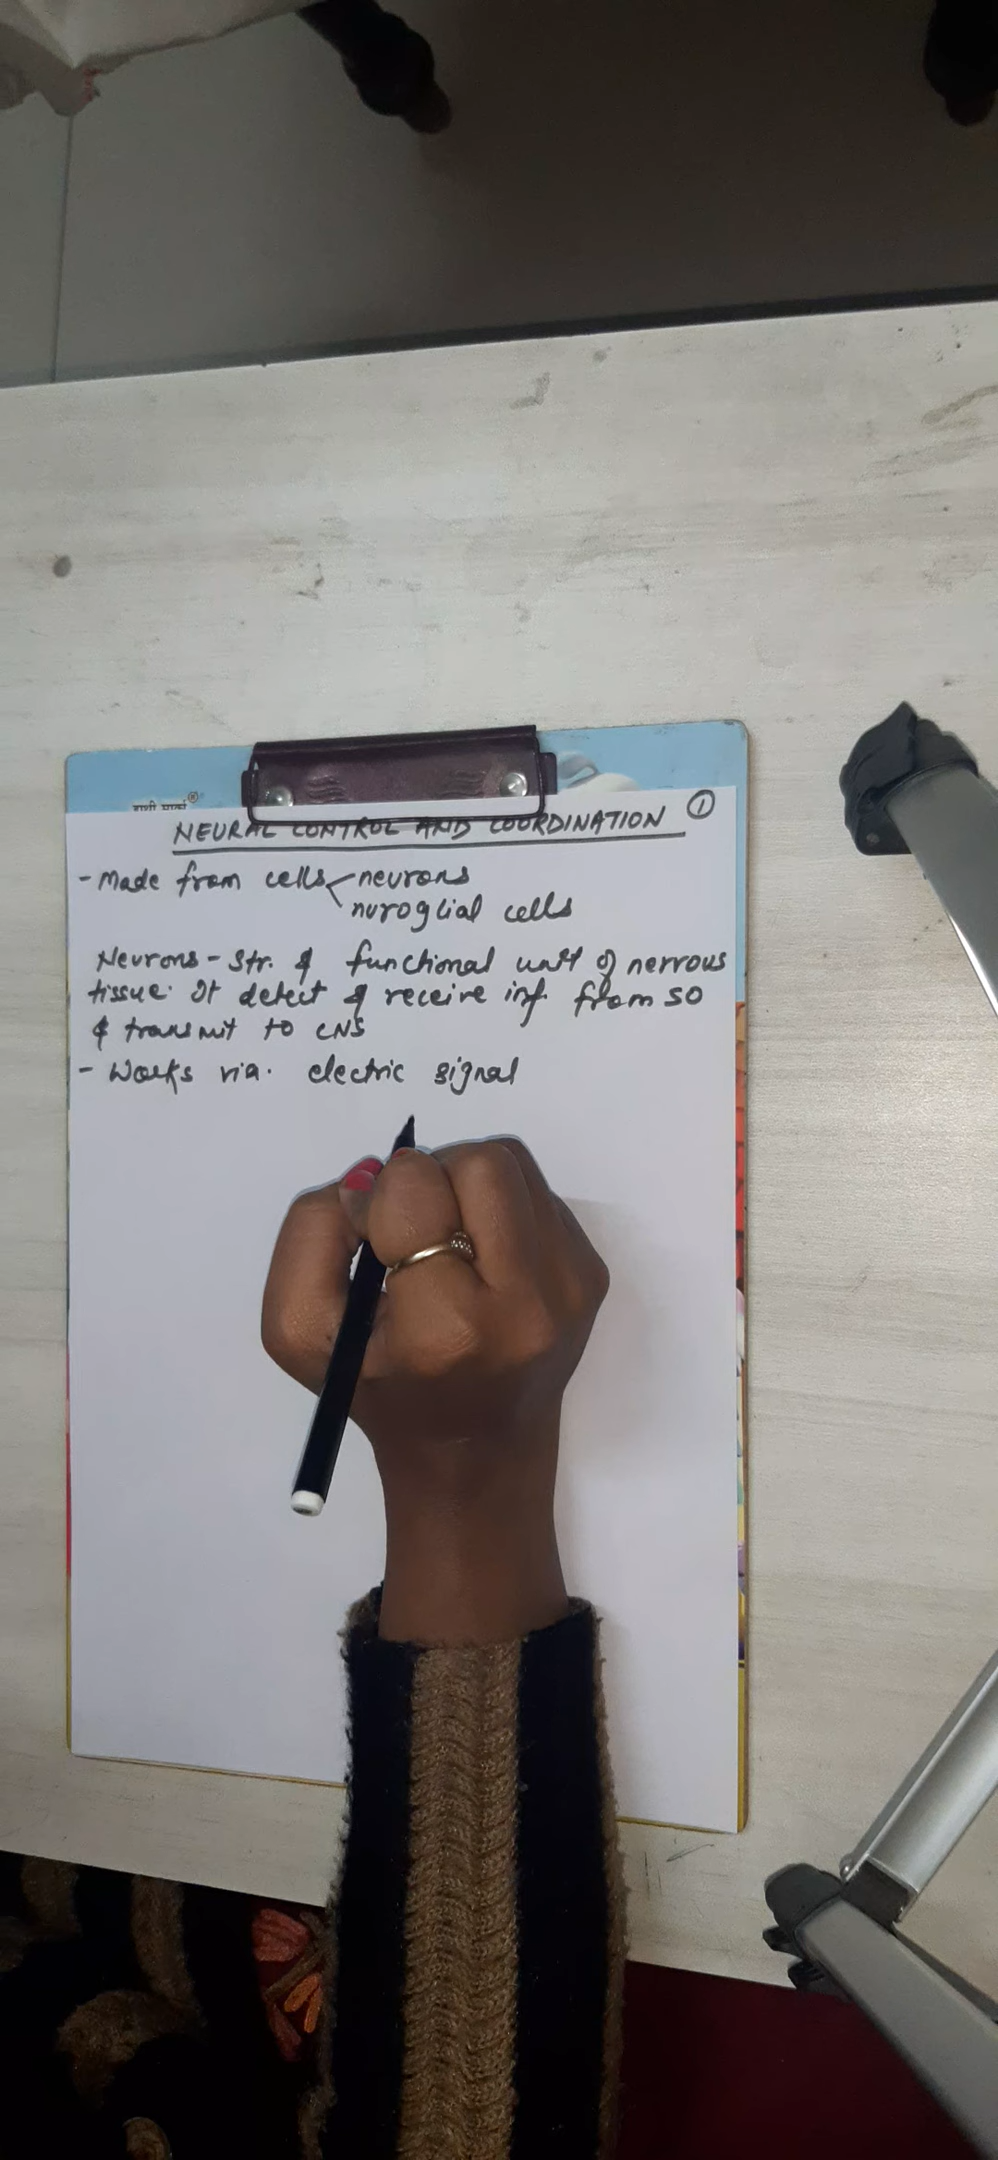 NEURAL CONTROL AND COORDINATION ①
- Made from cells neurons
nuroglial cells
Neurons - Str. & functional unit of nervous
tissue. It detect & receive inf. from SO
& transmit to CNS
- Works via. electric signal